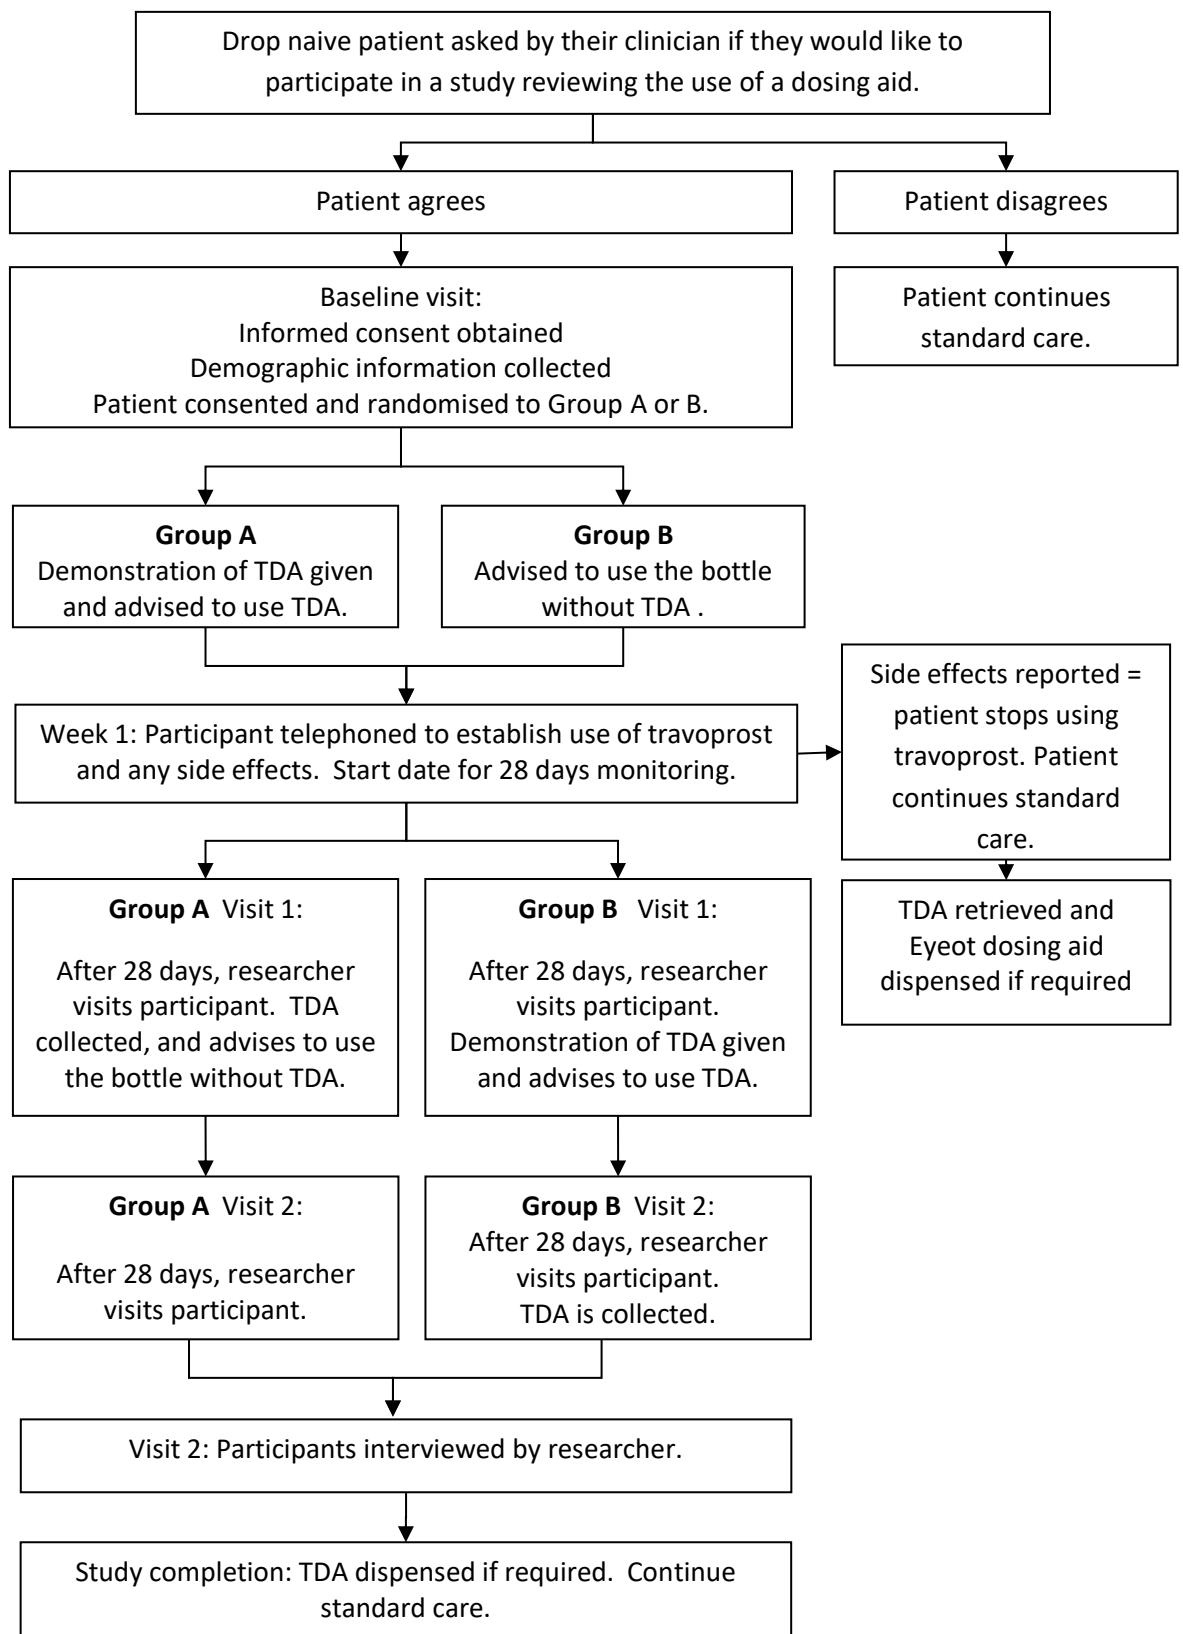 Drop naive patient asked by their clinician if they would like to
participate in a study reviewing the use of a dosing aid.
Patient agrees
Patient disagrees
Baseline visit:
Informed consent obtained
Demographic information collected
Patient consented and randomised to Group A or B.
Patient continues
standard care.
Group A
Demonstration of TDA given
and advised to use TDA.
Group B
Advised to use the bottle
without TDA .
Week 1: Participant telephoned to establish use of travoprost
and any side effects.  Start date for 28 days monitoring.
Side effects reported =
patient stops using
travoprost. Patient
continues standard
care.
TDA retrieved and
Eyeot dosing aid
dispensed if required
Group A  Visit 1:
After 28 days, researcher
visits participant.  TDA
collected, and advises to use
the bottle without TDA.
Group B   Visit 1:
After 28 days, researcher
visits participant.
Demonstration of TDA given
and advises to use TDA.
Group A  Visit 2:
After 28 days, researcher
visits participant.
Group B  Visit 2:
After 28 days, researcher
visits participant.
TDA is collected.
Visit 2: Participants interviewed by researcher.
Study completion: TDA dispensed if required.  Continue
standard care.